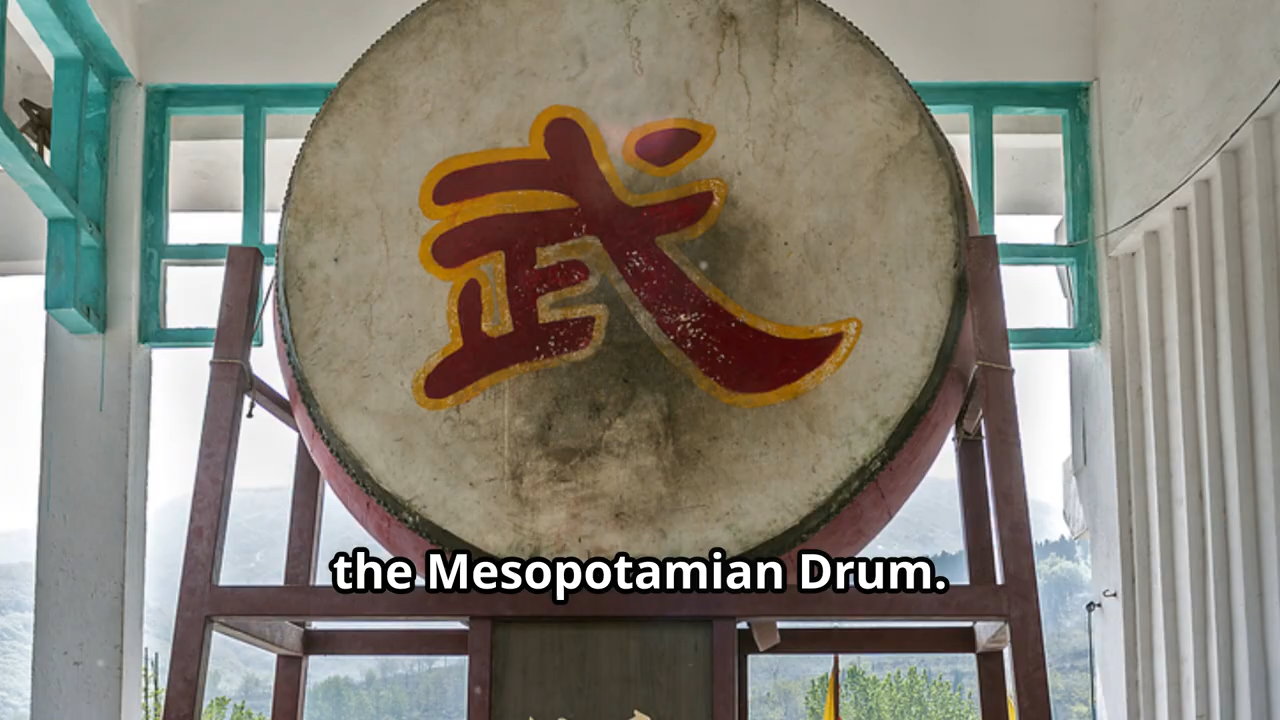 武
the Mesopotamian Drum.